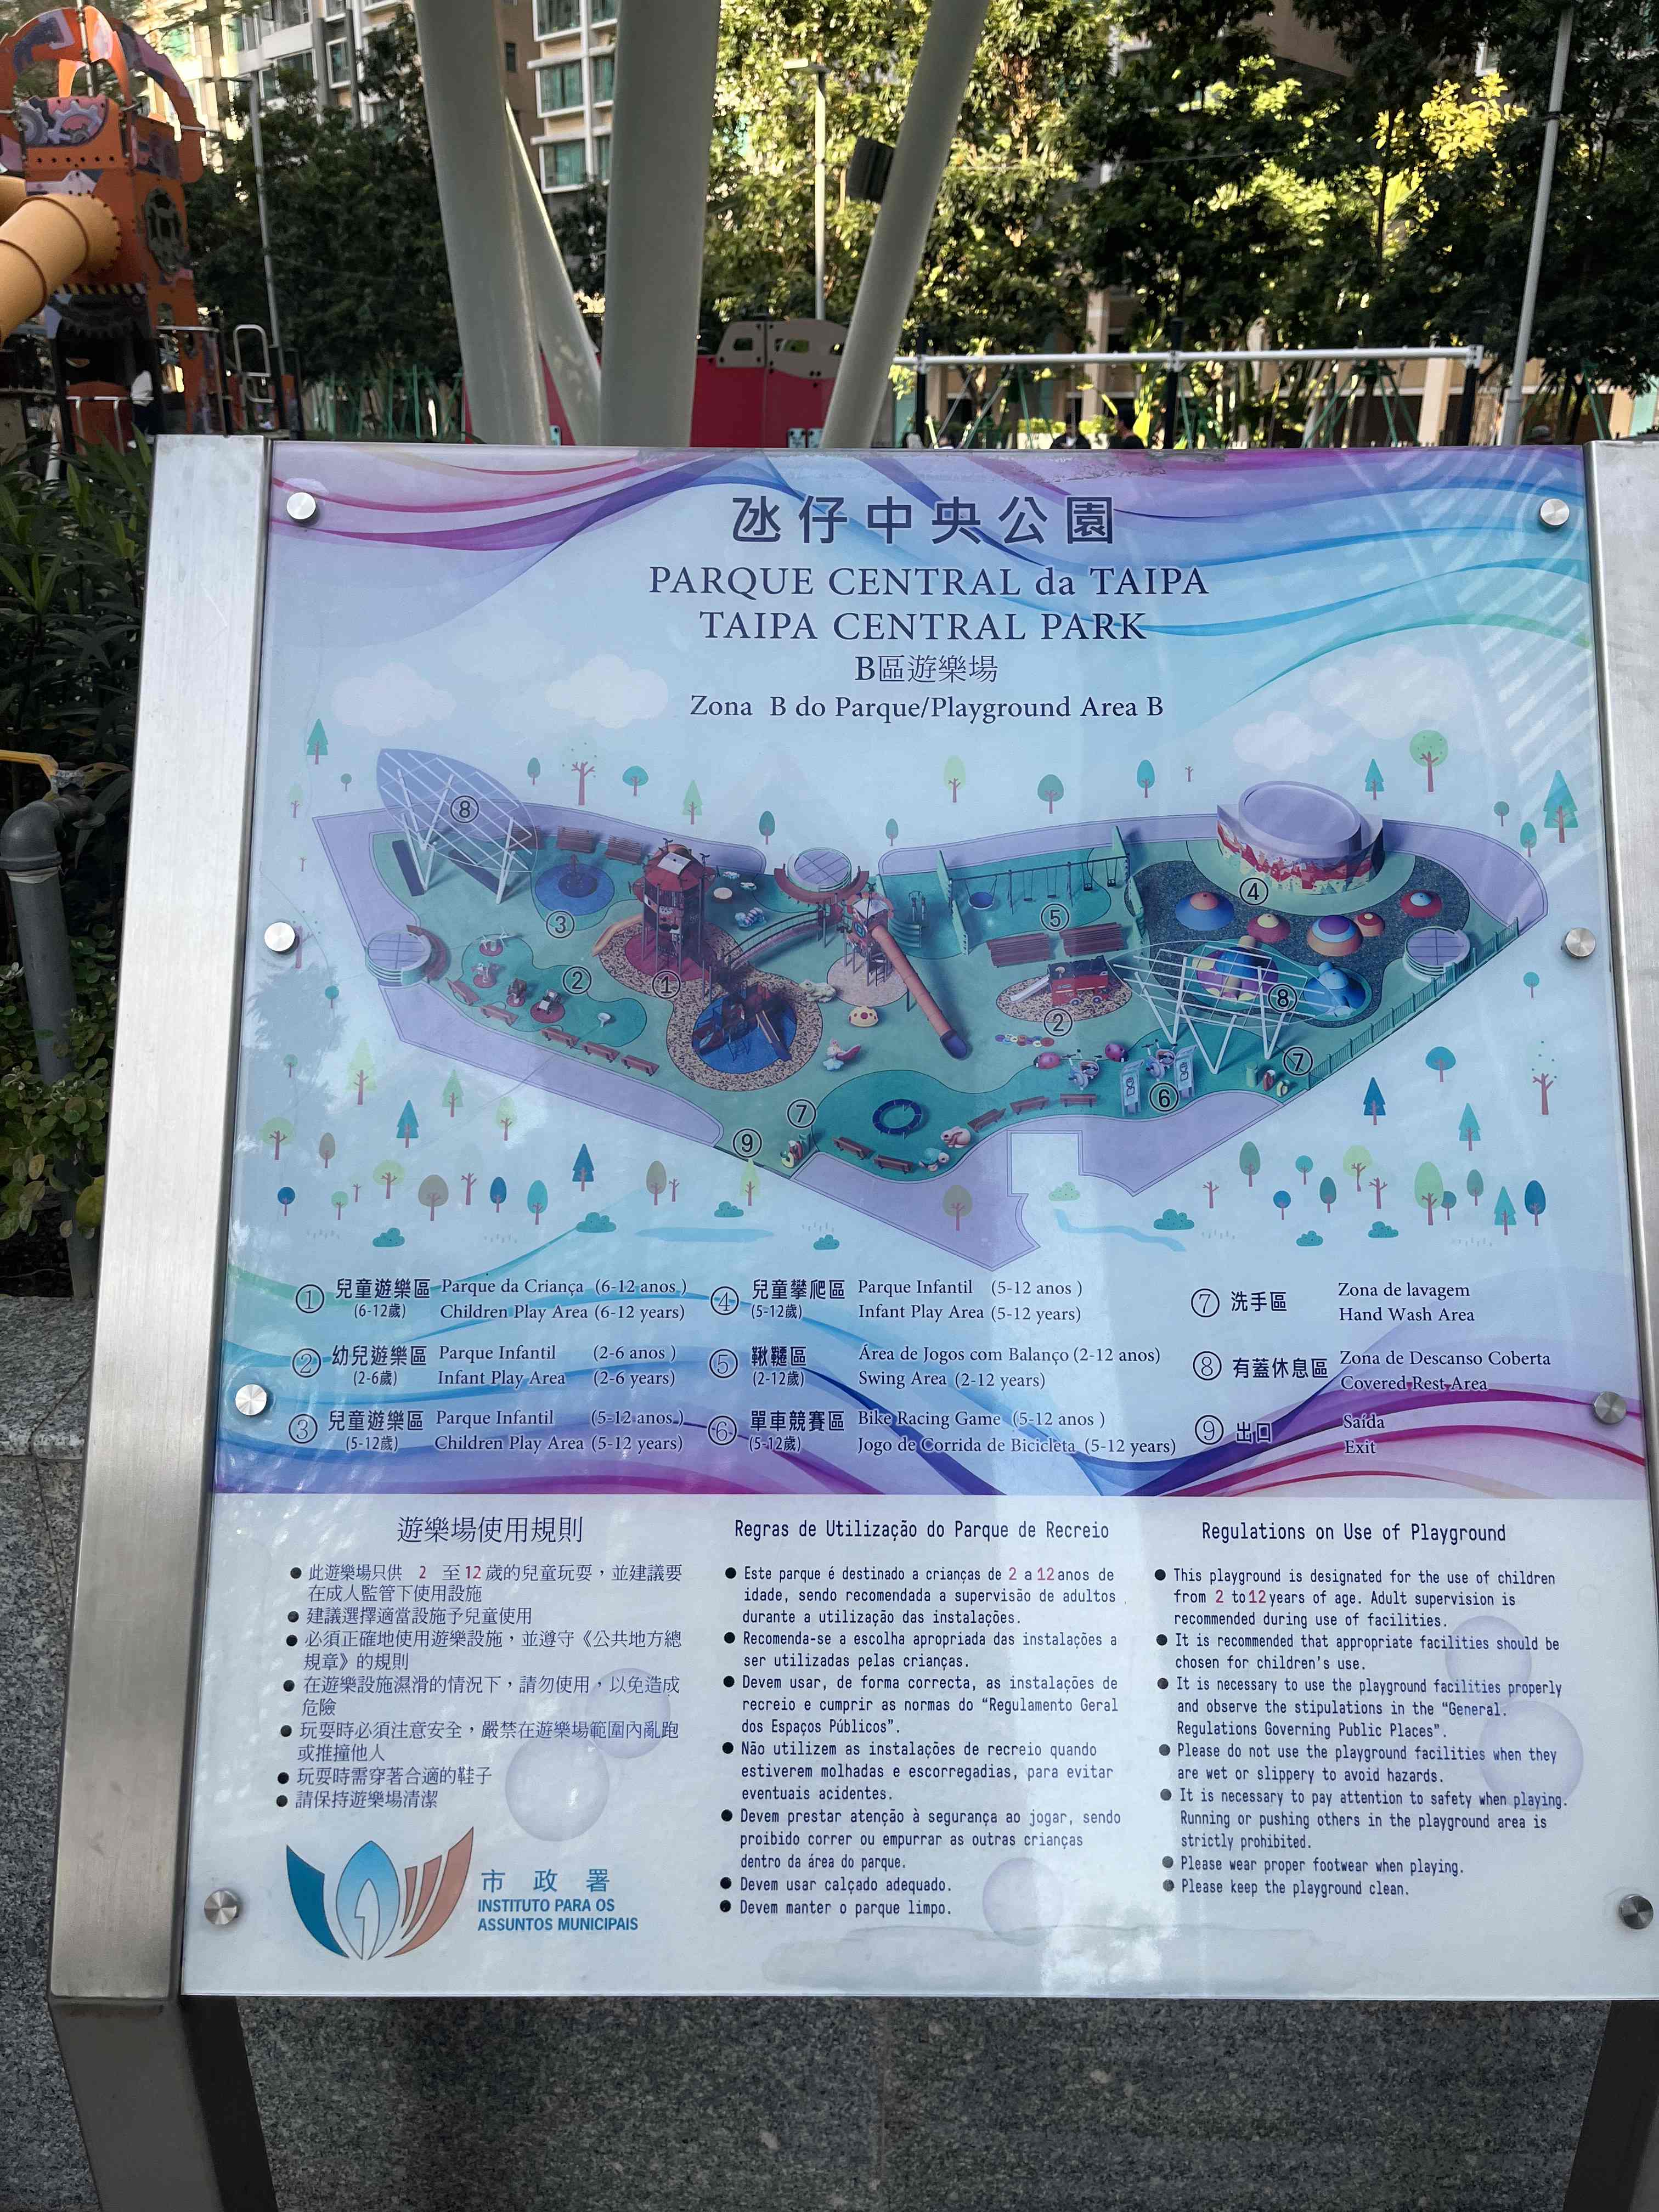 氹仔中央公園
PARQUE CENTRAL da TAIPA
TAIPA CENTRAL PARK
B區遊樂場
Zona B do Parque/Playground Area B
⑧
③
②
①
⑤
④
②
⑧
⑦
⑥
⑦
⑨
① 兒童遊樂區 Parque da Criança (6-12 anos )
(6-12歲) Children Play Area (6-12 years)
② 幼兒遊樂區 Parque Infantil (2-6 anos )
(2-6歲) Infant Play Area (2-6 years)
③ 兒童遊樂區 Parque Infantil (5-12 anos )
(5-12歲) Children Play Area (5-12 years)
④ 兒童攀爬區 Parque Infantil (5-12 anos )
(5-12歲) Infant Play Area (5-12 years)
⑤ 鞦韆區 Área de Jogos com Balanço (2-12 anos)
(2-12歲) Swing Area (2-12 years)
⑥ 單車競賽區 Bike Racing Game (5-12 anos )
(5-12歲) Jogo de Corrida de Bicicleta (5-12 years)
⑦ 洗手區 Zona de lavagem
Hand Wash Area
⑧ 有蓋休息區 Zona de Descanso Coberta
Covered Rest Area
⑨ 出口 Saída
Exit
遊樂場使用規則
● 此遊樂場只供 2 至 12 歲的兒童玩耍，並建議要
在成人監管下使用設施
● 建議選擇適當設施予兒童使用
● 必須正確地使用遊樂設施，並遵守《公共地方總
規章》的規則
● 在遊樂設施濕滑的情況下，請勿使用，以免造成
危險
● 玩耍時必須注意安全，嚴禁在遊樂場範圍內亂跑
或推撞他人
● 玩耍時需穿著合適的鞋子
● 請保持遊樂場清潔
市政署
INSTITUTO PARA OS
ASSUNTOS MUNICIPAIS
Regras de Utilização do Parque de Recreio
● Este parque é destinado a crianças de 2 a 12 anos de
idade, sendo recomendada a supervisão de adultos
durante a utilização das instalações.
● Recomenda-se a escolha apropriada das instalações a
ser utilizadas pelas crianças.
● Devem usar, de forma correcta, as instalações de
recreio e cumprir as normas do “Regulamento Geral
dos Espaços Públicos”.
● Não utilizem as instalações de recreio quando
estiverem molhadas e escorregadias, para evitar
eventuais acidentes.
● Devem prestar atenção à segurança ao jogar, sendo
proibido correr ou empurrar as outras crianças
dentro da área do parque.
● Devem usar calçado adequado.
● Devem manter o parque limpo.
Regulations on Use of Playground
● This playground is designated for the use of children
from 2 to 12 years of age. Adult supervision is
recommended during use of facilities.
● It is recommended that appropriate facilities should be
chosen for children's use.
● It is necessary to use the playground facilities properly
and observe the stipulations in the “General.
Regulations Governing Public Places”.
● Please do not use the playground facilities when they
are wet or slippery to avoid hazards.
● It is necessary to pay attention to safety when playing.
Running or pushing others in the playground area is
strictly prohibited.
● Please wear proper footwear when playing.
● Please keep the playground clean.